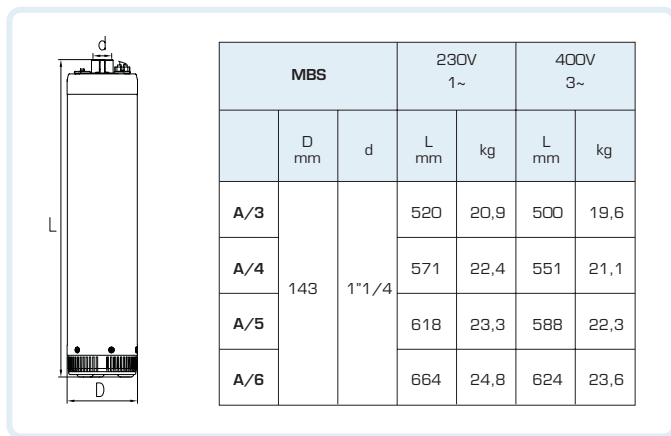 d
L
D
MBS 230V 400V
1~ 3~
D d L kg L kg
mm mm mm
A/3 520 20,9 500 19,6
A/4 571 22,4 551 21,1
143 1"1/4
A/5 618 23,3 588 22,3
A/6 664 24,8 624 23,6